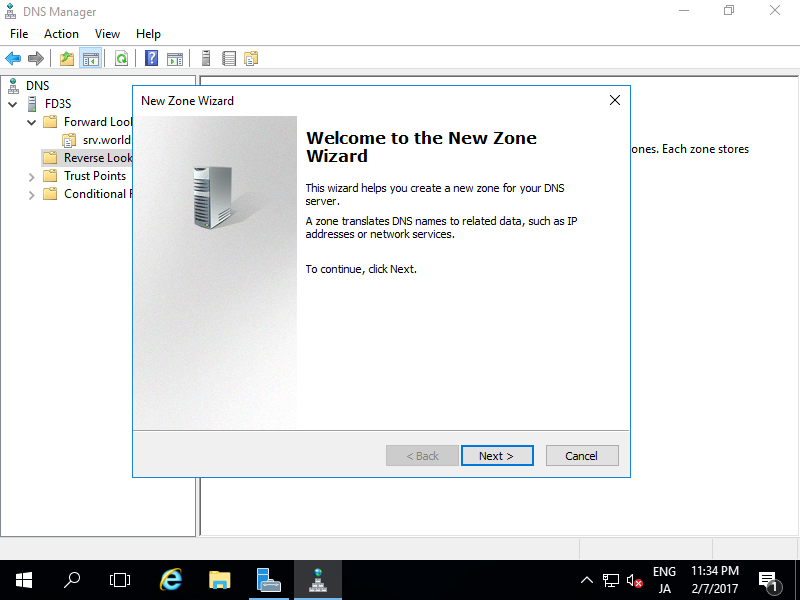 DNS Manager
File Action View Help
DNS
FD3S
Forward Look
srv.world
Reverse Look
Trust Points
Conditional F
ones. Each zone stores
New Zone Wizard
Welcome to the New Zone
Wizard
This wizard helps you create a new zone for your DNS
server.
A zone translates DNS names to related data, such as IP
addresses or network services.
To continue, click Next.
< Back Next > Cancel
ENG
JA
11:34 PM
2/7/2017
1